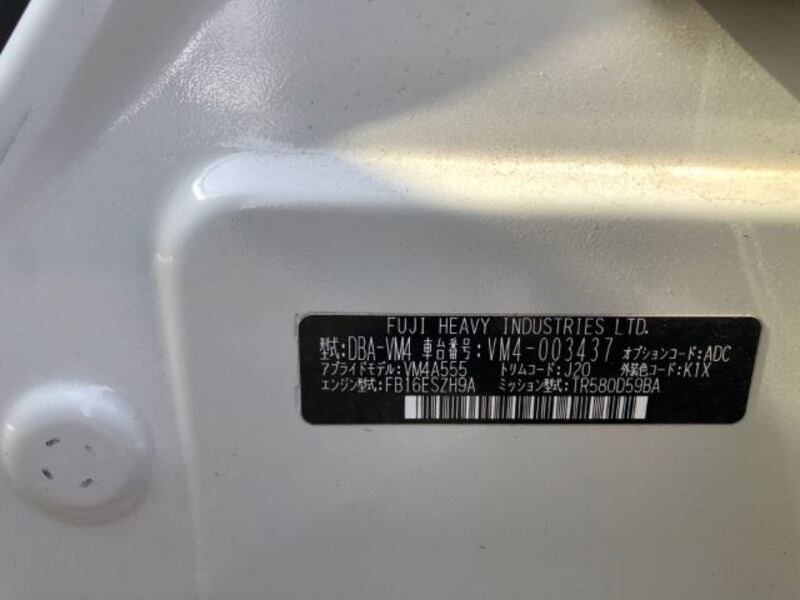 FUJI HEAVY INDUSTRIES LTD.
型式:DBA-VM4 車台番号:VM4-003437 オプションコード:ADC
アプライドモデル:VM4A555 トリムコード:J20 外装色コード:K1X
エンジン型式:FB16ESZH9A ミッション型式:TR580D59BA